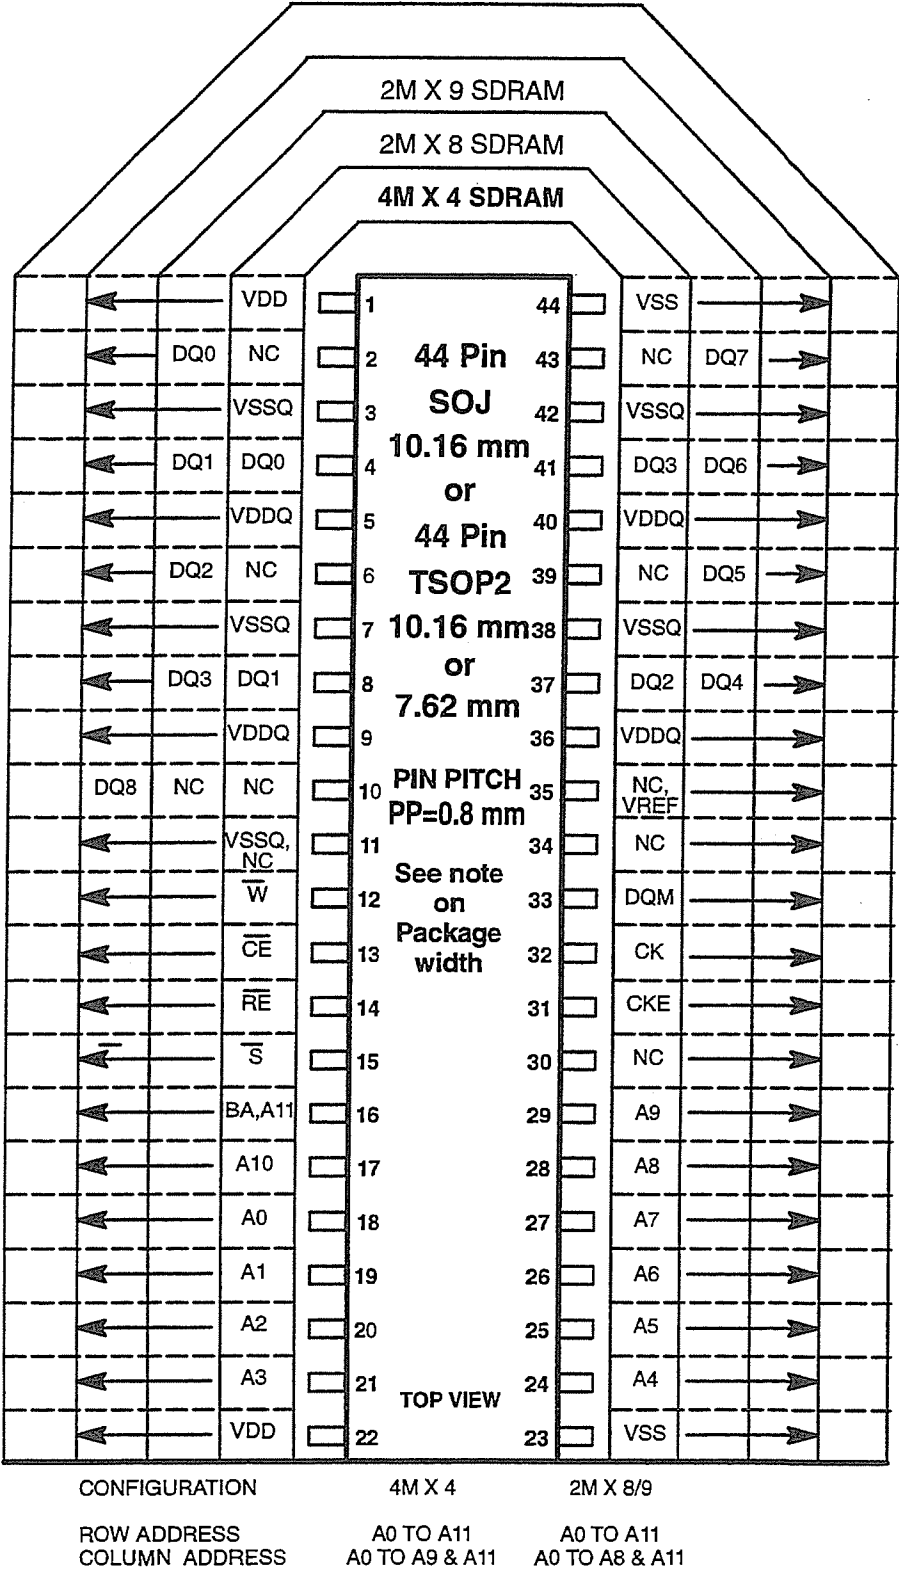 2M X 9 SDRAM
2M X 8 SDRAM
4M X 4 SDRAM
VDD 1 44 VSS
DQ0 NC 2 43 NC DQ7
VSSQ 3 42 VSSQ
DQ1 DQ0 4 41 DQ3 DQ6
VDDQ 5 40 VDDQ
DQ2 NC 6 39 NC DQ5
VSSQ 7 38 VSSQ
DQ3 DQ1 8 37 DQ2 DQ4
VDDQ 9 36 VDDQ
DQ8 NC NC 10 35 NC,
VREF
VSSQ, 11 34 NC
NC
W̅ 12 33 DQM
C̅E̅ 13 32 CK
R̅E̅ 14 31 CKE
S̅ 15 30 NC
BA,A11 16 29 A9
A10 17 28 A8
A0 18 27 A7
A1 19 26 A6
A2 20 25 A5
A3 21 24 A4
VDD 22 23 VSS
44 Pin
SOJ
10.16 mm
or
44 Pin
TSOP2
10.16 mm
or
7.62 mm
PIN PITCH
PP=0.8 mm
See note
on
Package
width
TOP VIEW
CONFIGURATION 4M X 4 2M X 8/9
ROW ADDRESS A0 TO A11 A0 TO A11
COLUMN ADDRESS A0 TO A9 & A11 A0 TO A8 & A11